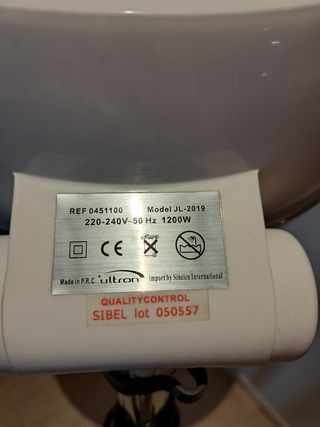 REF 0451100 Model JL-2019
220-240V~50 Hz 1200W
CE
Made in P.R.C. ultron import by Sinelco International
QUALITYCONTROL
SIBEL lot 050557